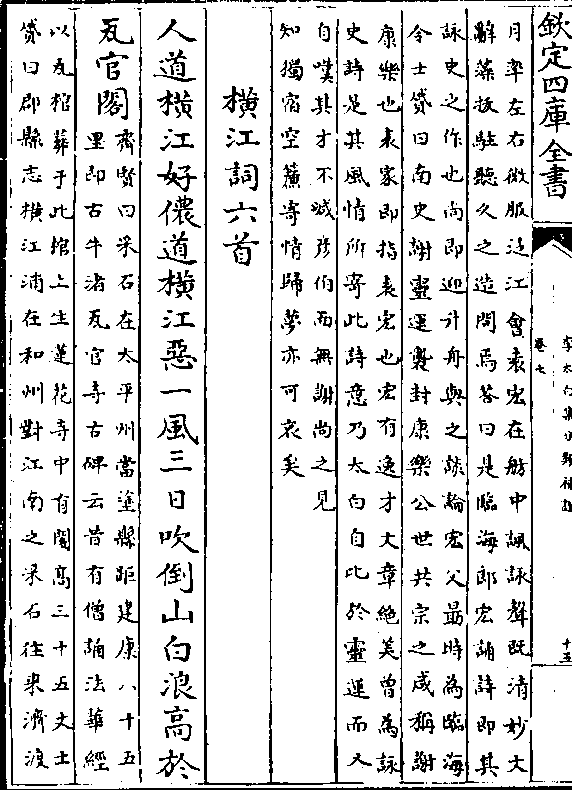 欽定四庫全書
李太白集分類補註
卷七
十五
月率左右微服泛江會袁宏在舫中諷詠聲既清妙大
辭藻拔駐聽久之遣問焉答曰是臨海郎宏誦詩即其
詠史之作也尚即迎升舟與之談論宏父最時為臨海
令士贇曰南史謝靈運襲封康樂公世共宗之咸稱謝
康樂也袁家即指袁宏也宏有逸才文章絶美曽為詠
史詩是其風情所寄此詩意乃太白自比於靈運而又
自嘆其才不減彦伯而無謝尚之見
知獨宿空簾寄情歸夢亦可哀矣
横江詞六首
人道横江好儂道横江惡一風三日吹倒山白浪高於
瓦官閣齊賢曰采石在太平州當塗縣距建康八十五
里即古牛渚瓦官寺古碑云昔有僧誦法華經
以瓦棺葬于此棺上生蓮花寺中有閣高三十五丈士
贇曰郡縣志横江浦在和州對江南之采石往來濟渡